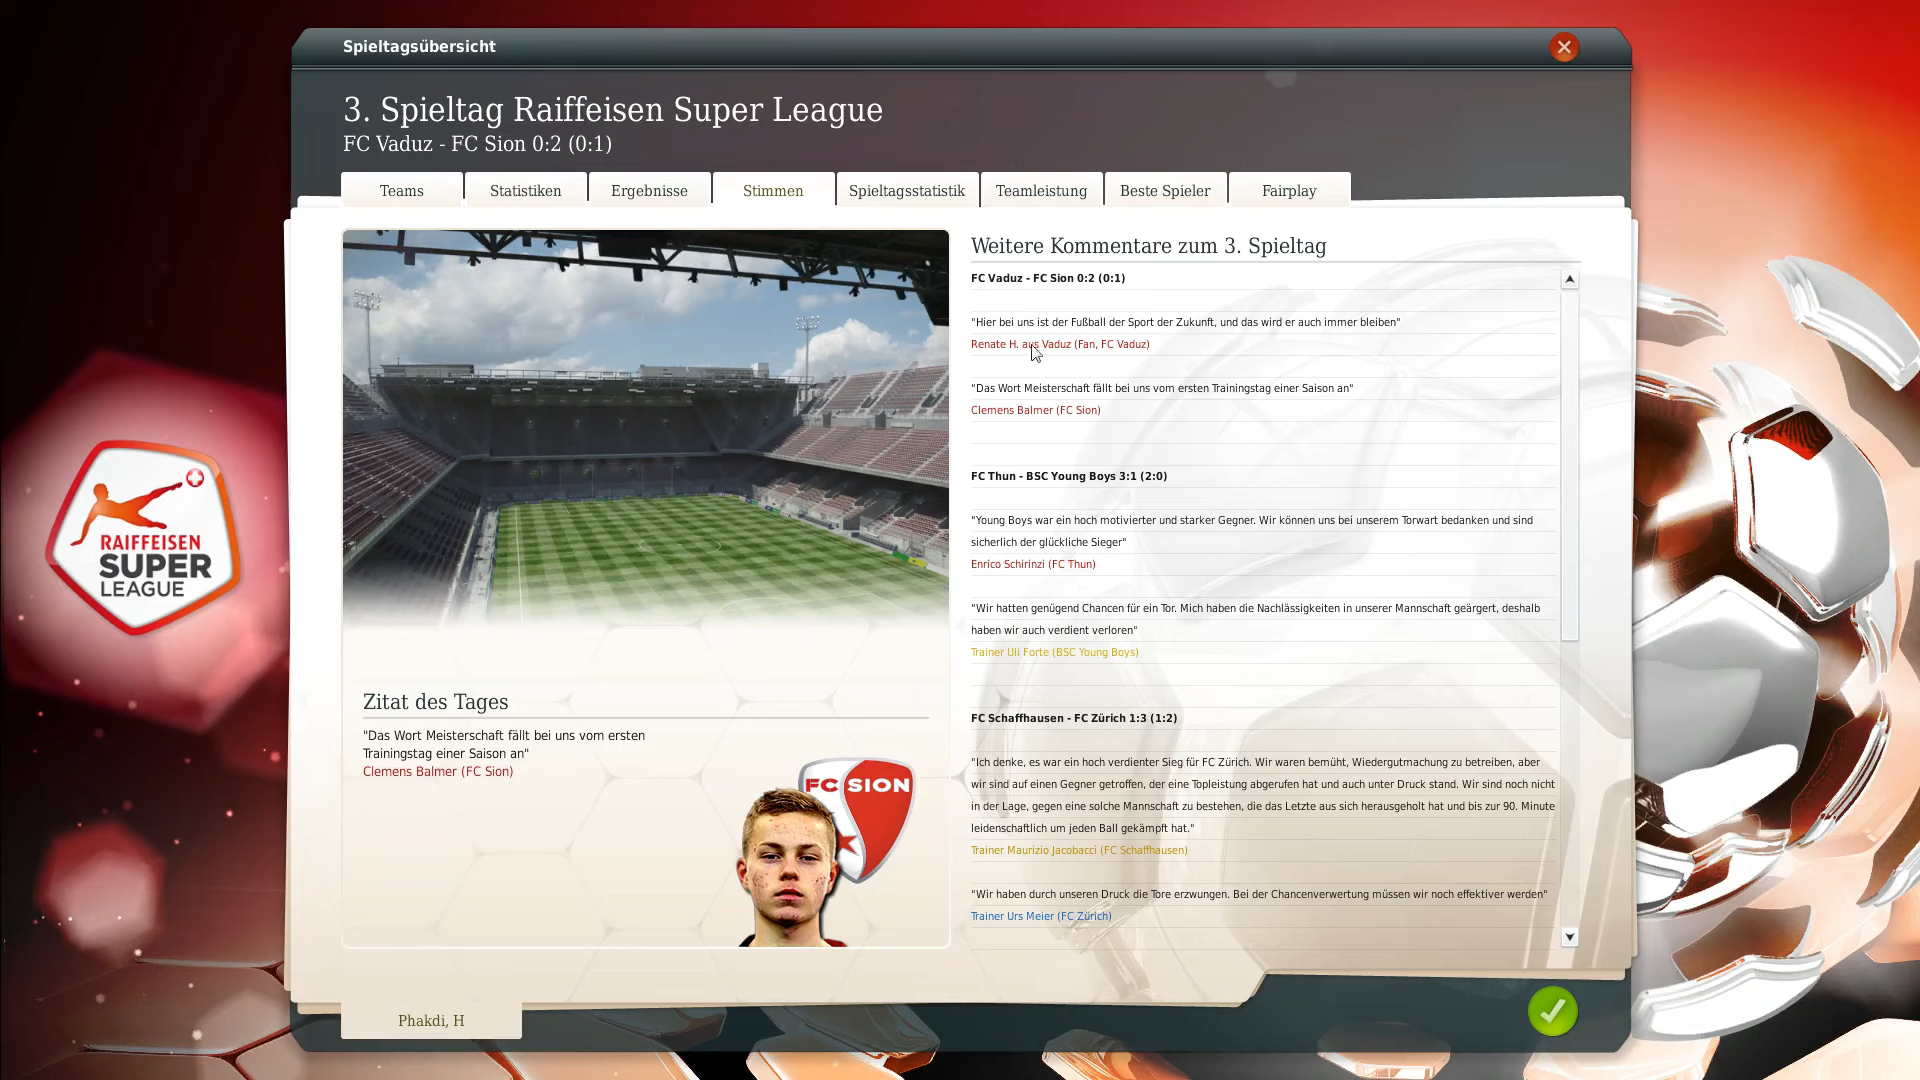 Spieltagsübersicht
3. Spieltag Raiffeisen Super League
FC Vaduz - FC Sion 0:2 (0:1)
Teams
Statistiken
Ergebnisse
Stimmen
Spieltagsstatistik
Teamleistung
Beste Spieler
Fairplay
Weitere Kommentare zum 3. Spieltag
FC Vaduz - FC Sion 0:2 (0:1)
"Hier bei uns ist der Fußball der Sport der Zukunft, und das wird er auch immer bleiben"
Renate H. aus Vaduz (Fan, FC Vaduz)
"Das Wort Meisterschaft fällt bei uns vom ersten Trainingstag einer Saison an"
Clemens Balmer (FC Sion)
FC Thun - BSC Young Boys 3:1 (2:0)
"Young Boys war ein hoch motivierter und starker Gegner. Wir können uns bei unserem Torwart bedanken und sind
sicherlich der glückliche Sieger"
Enrico Schirinzi (FC Thun)
"Wir hatten genügend Chancen für ein Tor. Mich haben die Nachlässigkeiten in unserer Mannschaft geärgert, deshalb
haben wir auch verdient verloren"
Trainer Uli Forte (BSC Young Boys)
FC Schaffhausen - FC Zürich 1:3 (1:2)
"Ich denke, es war ein hoch verdienter Sieg für FC Zürich. Wir waren bemüht, Wiedergutmachung zu betreiben, aber
wir sind auf einen Gegner getroffen, der eine Topleistung abgerufen hat und auch unter Druck stand. Wir sind noch nicht
in der Lage, gegen eine solche Mannschaft zu bestehen, die das Letzte aus sich herausgeholt hat und bis zur 90. Minute
leidenschaftlich um jeden Ball gekämpft hat."
Trainer Maurizio Jacobacci (FC Schaffhausen)
"Wir haben durch unseren Druck die Tore erzwungen. Bei der Chancenverwertung müssen wir noch effektiver werden"
Trainer Urs Meier (FC Zürich)
Zitat des Tages
"Das Wort Meisterschaft fällt bei uns vom ersten
Trainingstag einer Saison an"
Clemens Balmer (FC Sion)
FC SION
RAIFFEISEN
SUPER
LEAGUE
Phakdi, H